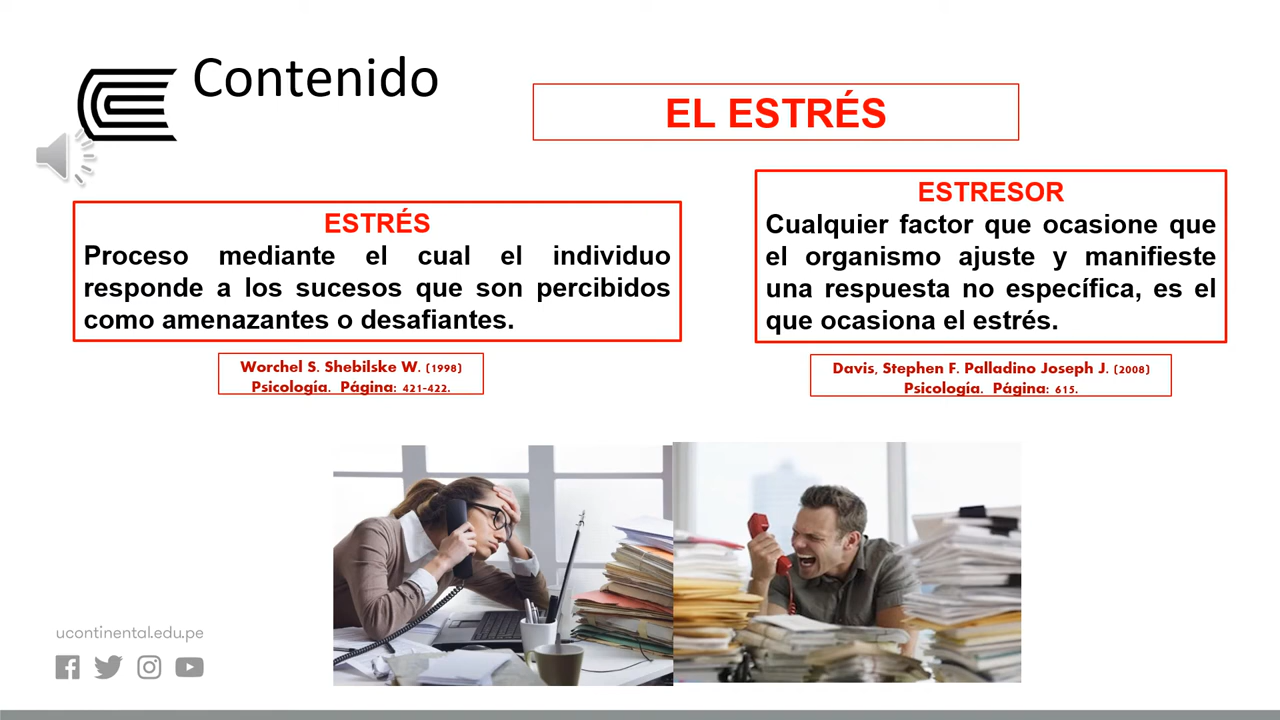 Contenido
EL ESTRÉS
ESTRÉS
Proceso mediante el cual el individuo
responde a los sucesos que son percibidos
como amenazantes o desafiantes.
Worchel S. Shebilske W. (1998)
Psicología. Página: 421-422.
ESTRESOR
Cualquier factor que ocasione que
el organismo ajuste y manifieste
una respuesta no específica, es el
que ocasiona el estrés.
Davis, Stephen F. Palladino Joseph J. (2008)
Psicología. Página: 615.
ucontinental.edu.pe